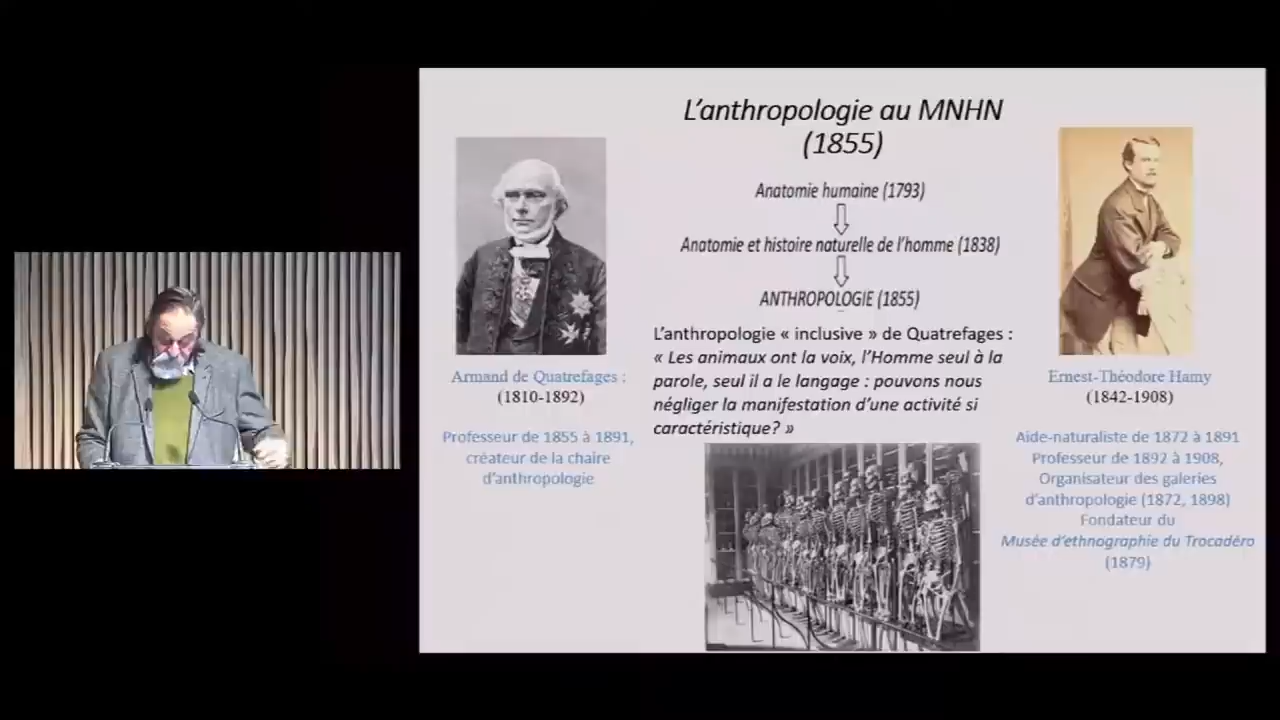 L'anthropologie au MNHN
(1855)
Anatomie humaine (1793)
Anatomie et histoire naturelle de l'homme (1838)
ANTHROPOLOGIE (1855)
L'anthropologie « inclusive » de Quatrefages :
« Les animaux ont la voix, l'Homme seul à la
parole, seul il a le langage : pouvons nous
négliger la manifestation d'une activité si
caractéristique? »
Armand de Quatrefages :
(1810-1892)
Professeur de 1855 à 1891,
créateur de la chaire
d'anthropologie
Ernest-Théodore Hamy
(1842-1908)
Aide-naturaliste de 1872 à 1891
Professeur de 1892 à 1908,
Organisateur des galeries
d'anthropologie (1872, 1898)
Fondateur du
Musée d'ethnographie du Trocadéro
(1879)